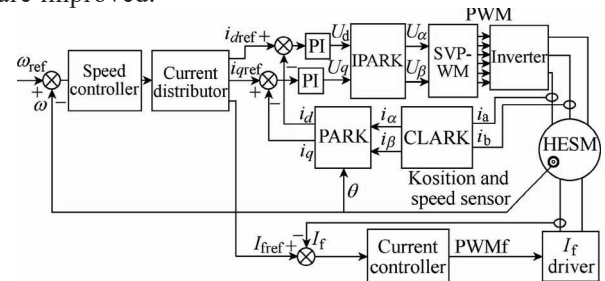 are improved.
PWM
i_dref + U_d U_α
PI IPARK SVP-WM Inverter
ω_ref + Speed controller Current distributor i_qref + PI U_q U_β
ω − − −
i_d PARK i_α CLARK i_a
i_q i_β i_b HESM
θ Kosition and speed sensor
I_fref + − I_f Current controller PWMf I_f driver